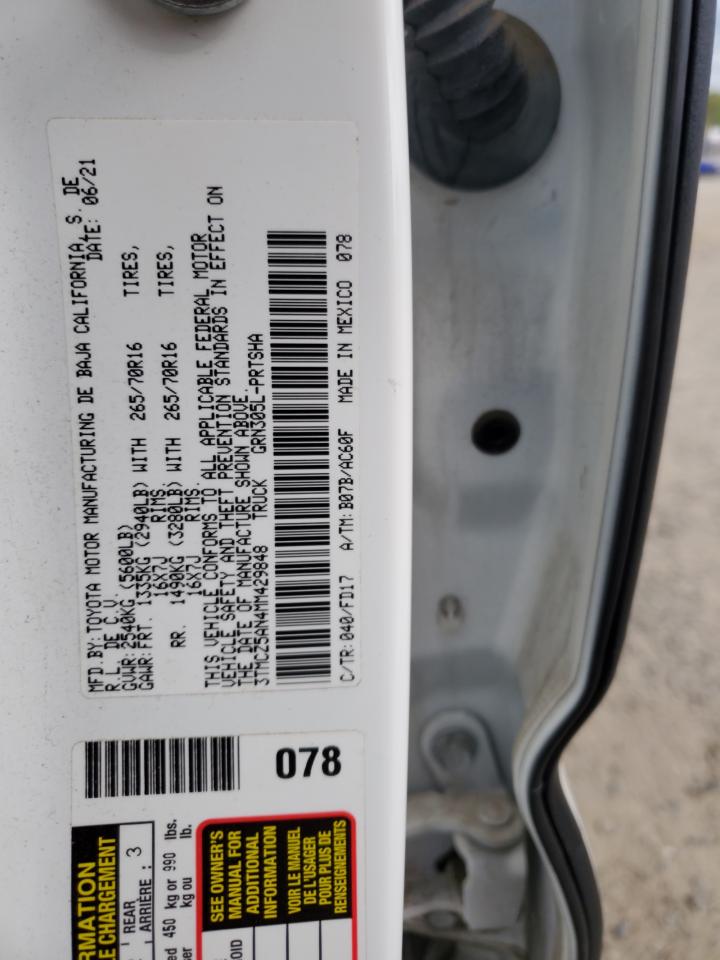 MFD.BY:TOYOTA MOTOR MANUFACTURING DE BAJA CALIFORNIA, S. DE
R.L. DE C.V. DATE: 06/21
GVWR:2540KG (5600LB)
GAWR:FRT. 1335KG (2940LB) WITH 265/70R16 TIRES,
16X7J RIMS,
RR. 1490KG (3280LB) WITH 265/70R16 TIRES,
16X7J RIMS.
THIS VEHICLE CONFORMS TO ALL APPLICABLE FEDERAL MOTOR
VEHICLE SAFETY AND THEFT PREVENTION STANDARDS IN EFFECT ON
THE DATE OF MANUFACTURE SHOWN ABOVE.
3TMCZ5AN4MM429848 TRUCK GRN305L-PRTSHA
C/TR:040/FD17 A/TM:B07B/AC60F MADE IN MEXICO 078
078
REAR 3
ARRIÈRE :
450 kg or 990 lbs.
kg ou lb.
SEE OWNER'S
MANUAL FOR
ADDITIONAL
INFORMATION
VOIR LE MANUEL
DE L'USAGER
POUR PLUS DE
RENSEIGNEMENTS